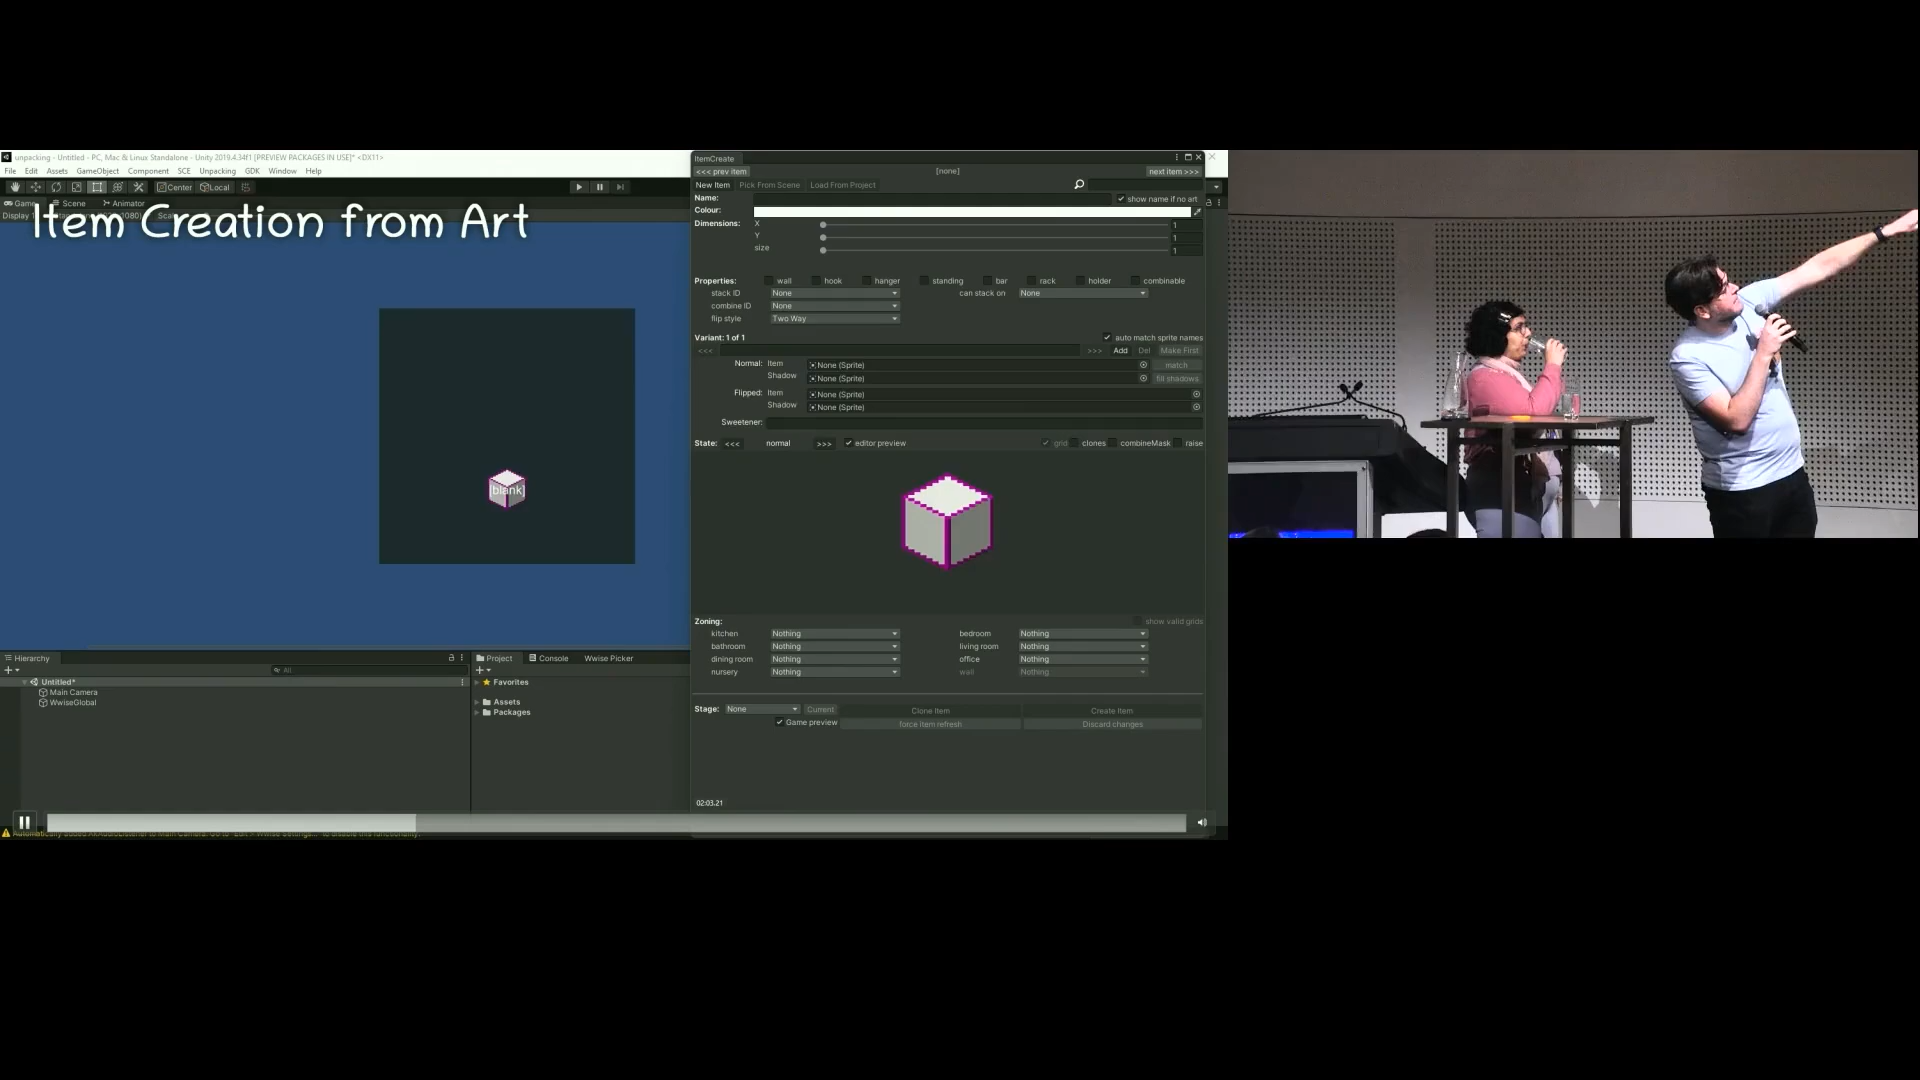 unpacking - Untitled - PC, Mac & Linux Standalone - Unity 2019.4.34f1 [PREVIEW PACKAGES IN USE]* <DX11>
File Edit Assets GameObject Component SCE Unpacking GDK Window Help
Center Local
Game Scene Animator
Display 1
Item Creation from Art
[blank]
Hierarchy
All
Untitled*
Main Camera
WwiseGlobal
Project Console Wwise Picker
Favorites
Assets
Packages
ItemCreate
<<< prev item [none] next item >>>
New Item Pick From Scene Load From Project
Name: show name if no art
Colour:
Dimensions: X 1
Y 1
size 1
Properties: wall hook hanger standing bar rack holder combinable
stack ID None can stack on None
combine ID None
flip style Two Way
Variant: 1 of 1 auto match sprite names
<<< >>> Add Del Make First
Normal: Item None (Sprite) match
Shadow None (Sprite) fill shadows
Flipped: Item None (Sprite)
Shadow None (Sprite)
Sweetener:
State: <<< normal >>> editor preview grid clones combineMask raise
Zoning: show valid grids
kitchen Nothing bedroom Nothing
bathroom Nothing living room Nothing
dining room Nothing office Nothing
nursery Nothing wall Nothing
Stage: None Current Clone Item Create Item
Game preview force item refresh Discard changes
02:03.21